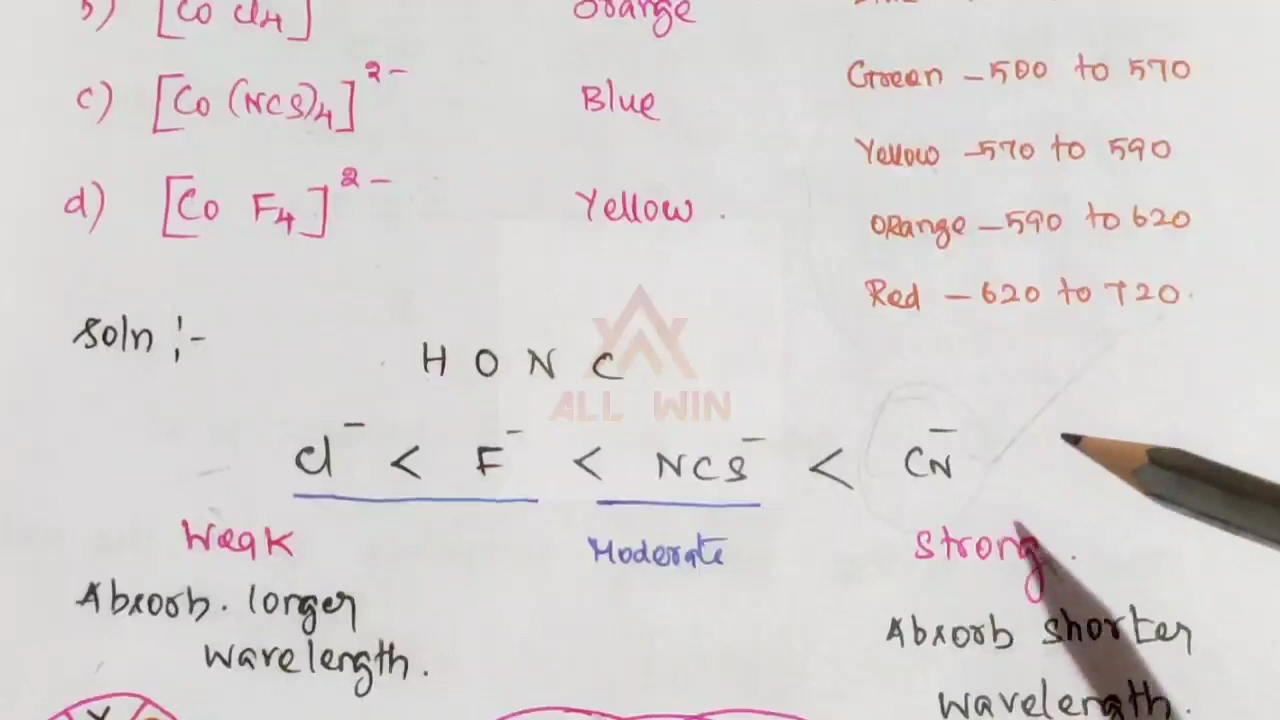 b) [Co Cl4] Orange
c) [Co (NCS)4]2- Blue
Green - 500 to 570
Yellow - 570 to 590
d) [Co F4]2- Yellow .
ORange - 590 to 620
Red - 620 to 720.
Soln :-
H O N C
ALL WIN
Cl- < F- < NCS- < CN-
Weak Moderate Strong .
Absorb. longer wavelength.
Absorb shorter wavelength.